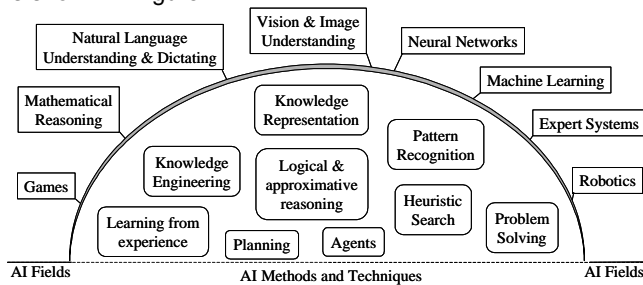 Vision & Image
Understanding
Natural Language
Understanding & Dictating
Neural Networks
Machine Learning
Mathematical
Reasoning
Expert Systems
Games
Robotics
Knowledge
Representation
Pattern
Recognition
Knowledge
Engineering
Logical &
approximative
reasoning
Heuristic
Search
Learning from
experience
Planning
Agents
Problem
Solving
AI Fields
AI Methods and Techniques
AI Fields